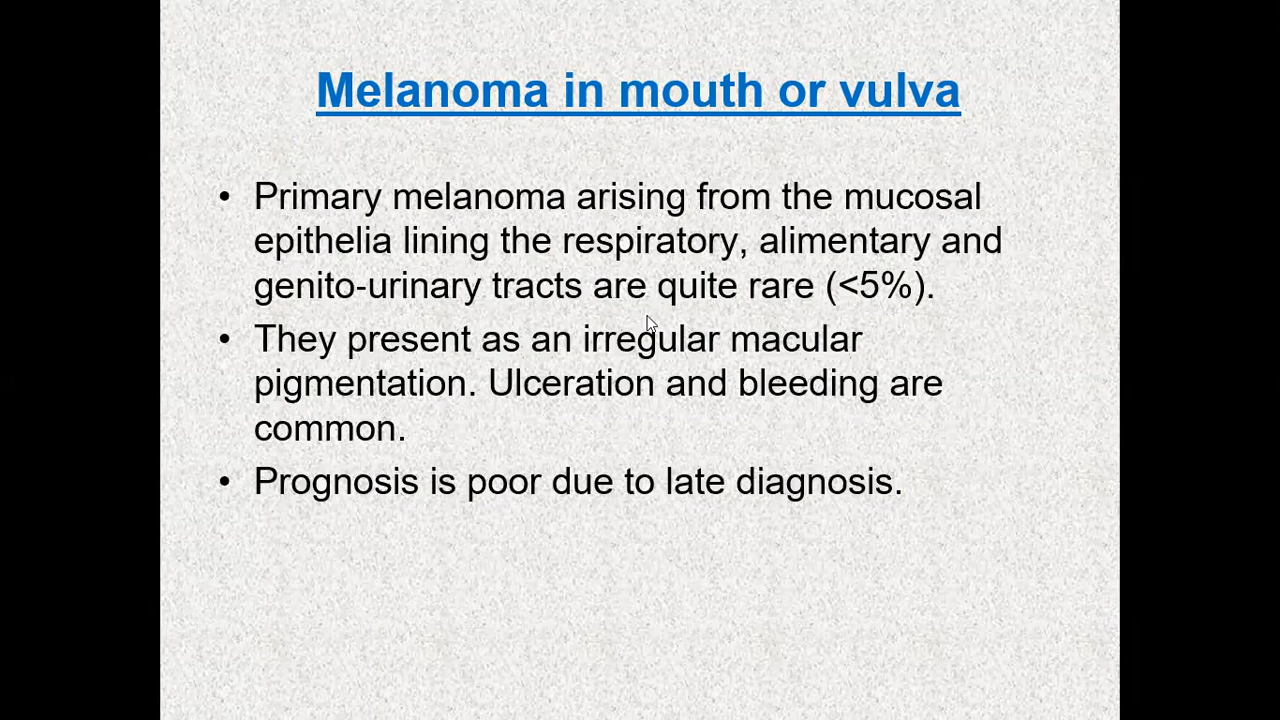 Melanoma in mouth or vulva
• Primary melanoma arising from the mucosal
epithelia lining the respiratory, alimentary and
genito-urinary tracts are quite rare (<5%).
• They present as an irregular macular
pigmentation. Ulceration and bleeding are
common.
• Prognosis is poor due to late diagnosis.